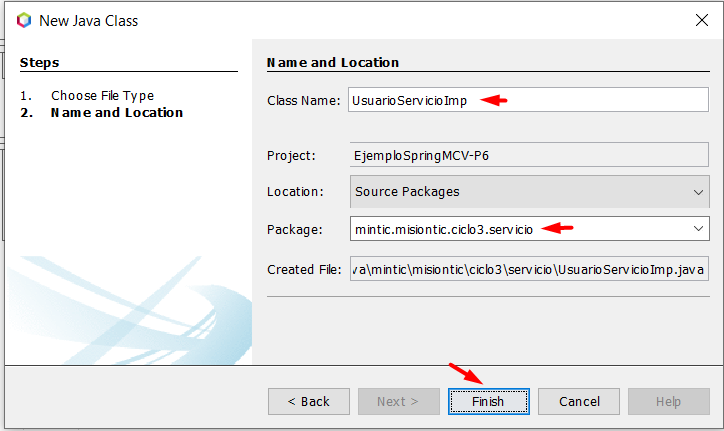 New Java Class
Steps
1. Choose File Type
2. Name and Location
Name and Location
Class Name: UsuarioServicioImp
Project: EjemploSpringMCV-P6
Location: Source Packages
Package: mintic.misiontic.ciclo3.servicio
Created File: va\mintic\misiontic\ciclo3\servicio\UsuarioServicioImp.java
< Back Next > Finish Cancel Help